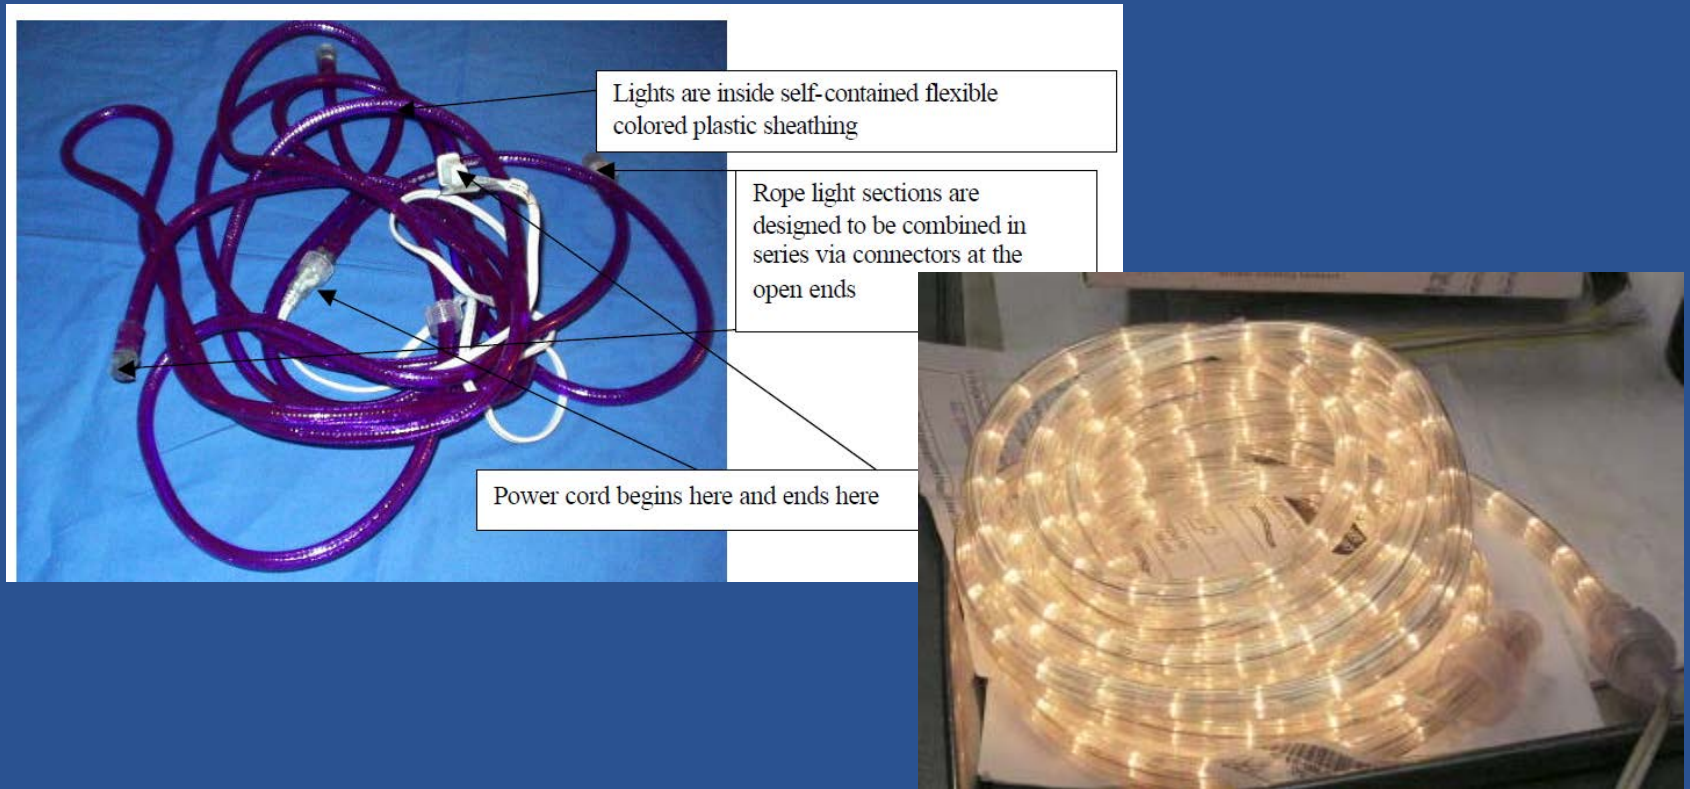 Lights are inside self-contained flexible
colored plastic sheathing
Rope light sections are
designed to be combined in
series via connectors at the
open ends
Power cord begins here and ends here